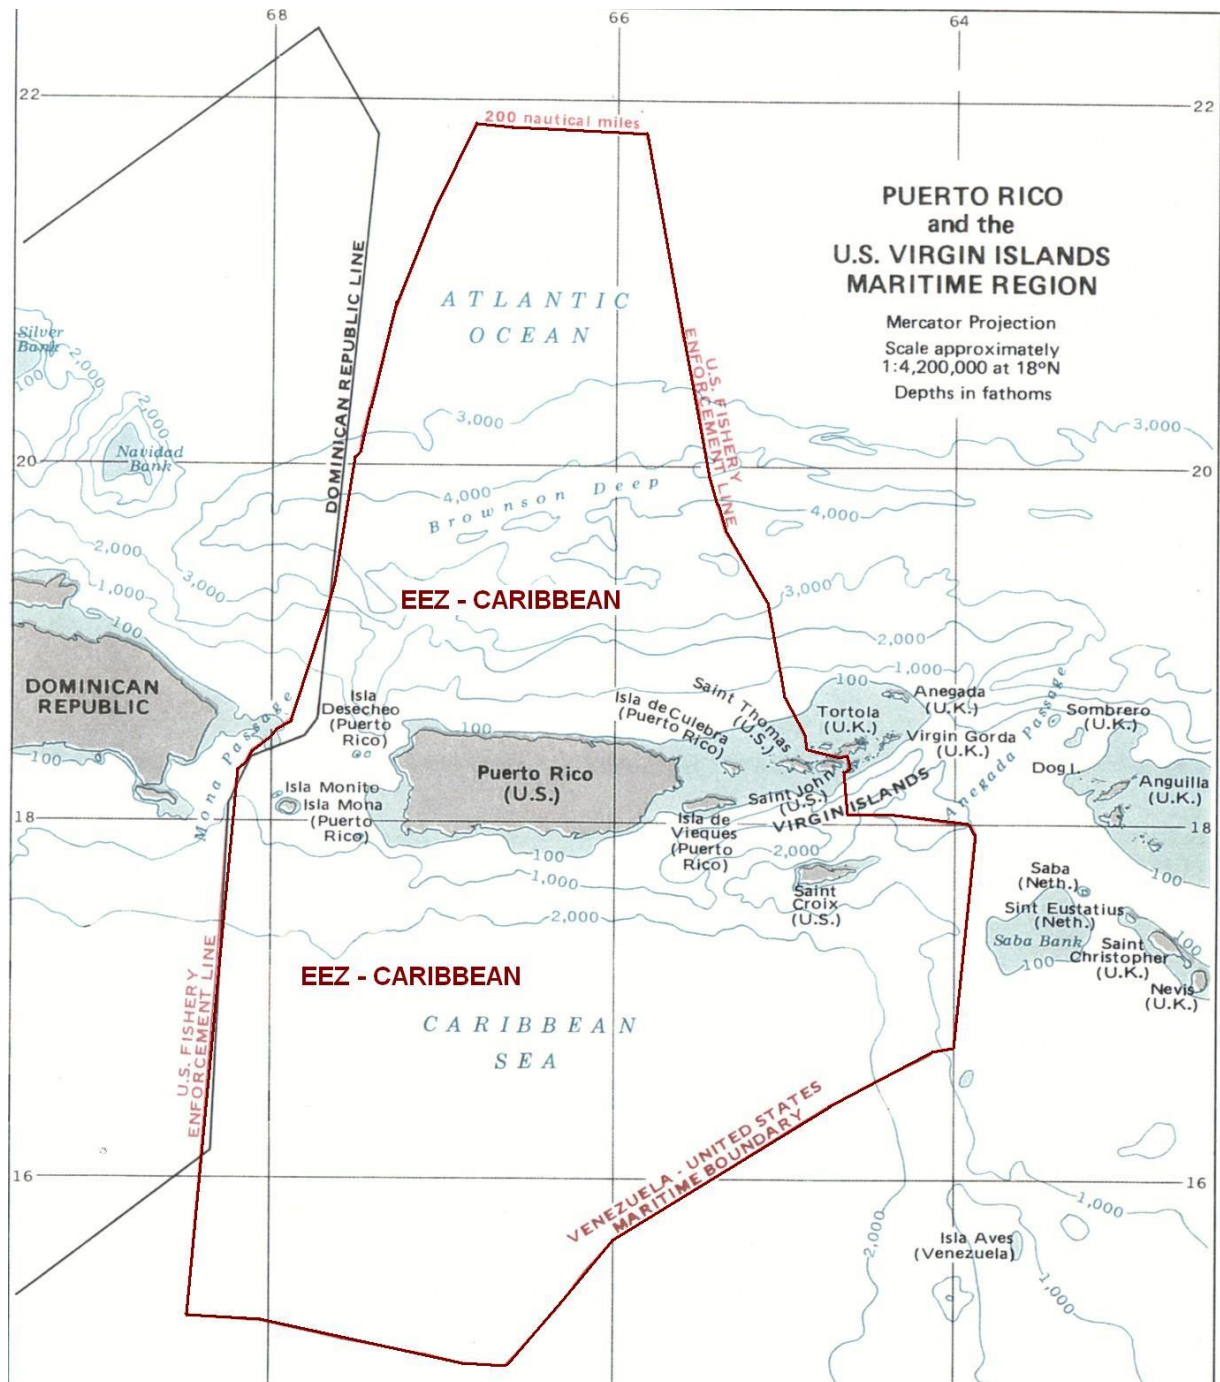 68
66
64
22
22
200 nautical miles
PUERTO RICO
and the
U.S. VIRGIN ISLANDS
MARITIME REGION
Mercator Projection
Scale approximately
1:4,200,000 at 18°N
Depths in fathoms
DOMINICAN REPUBLIC LINE
ATLANTIC
OCEAN
U.S. FISHERY
ENFORCEMENT LINE
Silver
Bank
2,000
100
2,000
3,000
3,000
Navidad
Bank
20
20
4,000
Brownson Deep
4,000
2,000
3,000
1,000
100
EEZ - CARIBBEAN
3,000
2,000
1,000
100
DOMINICAN
REPUBLIC
Mona Passage
Isla
Desecheo
(Puerto
Rico)
100
Isla de Culebra
(Puerto Rico)
Saint Thomas
(U.S.)
Tortola
(U.K.)
Anegada
(U.K.)
Virgin Gorda
(U.K.)
Anegada Passage
Sombrero
(U.K.)
Dog I.
Anguilla
(U.K.)
100
Puerto Rico
(U.S.)
Isla Monito
Isla Mona
(Puerto
Rico)
Saint John
(U.S.)
VIRGIN ISLANDS
18
18
Isla de
Vieques
(Puerto
Rico)
2,000
100
1,000
2,000
Saint
Croix
(U.S.)
Saba
(Neth.)
100
Sint Eustatius
(Neth.)
Saba Bank
100
Saint
Christopher
(U.K.)
100
Nevis
(U.K.)
EEZ - CARIBBEAN
U.S. FISHERY
ENFORCEMENT LINE
CARIBBEAN
SEA
VENEZUELA - UNITED STATES
MARITIME BOUNDARY
16
16
1,000
2,000
Isla Aves
(Venezuela)
1,000